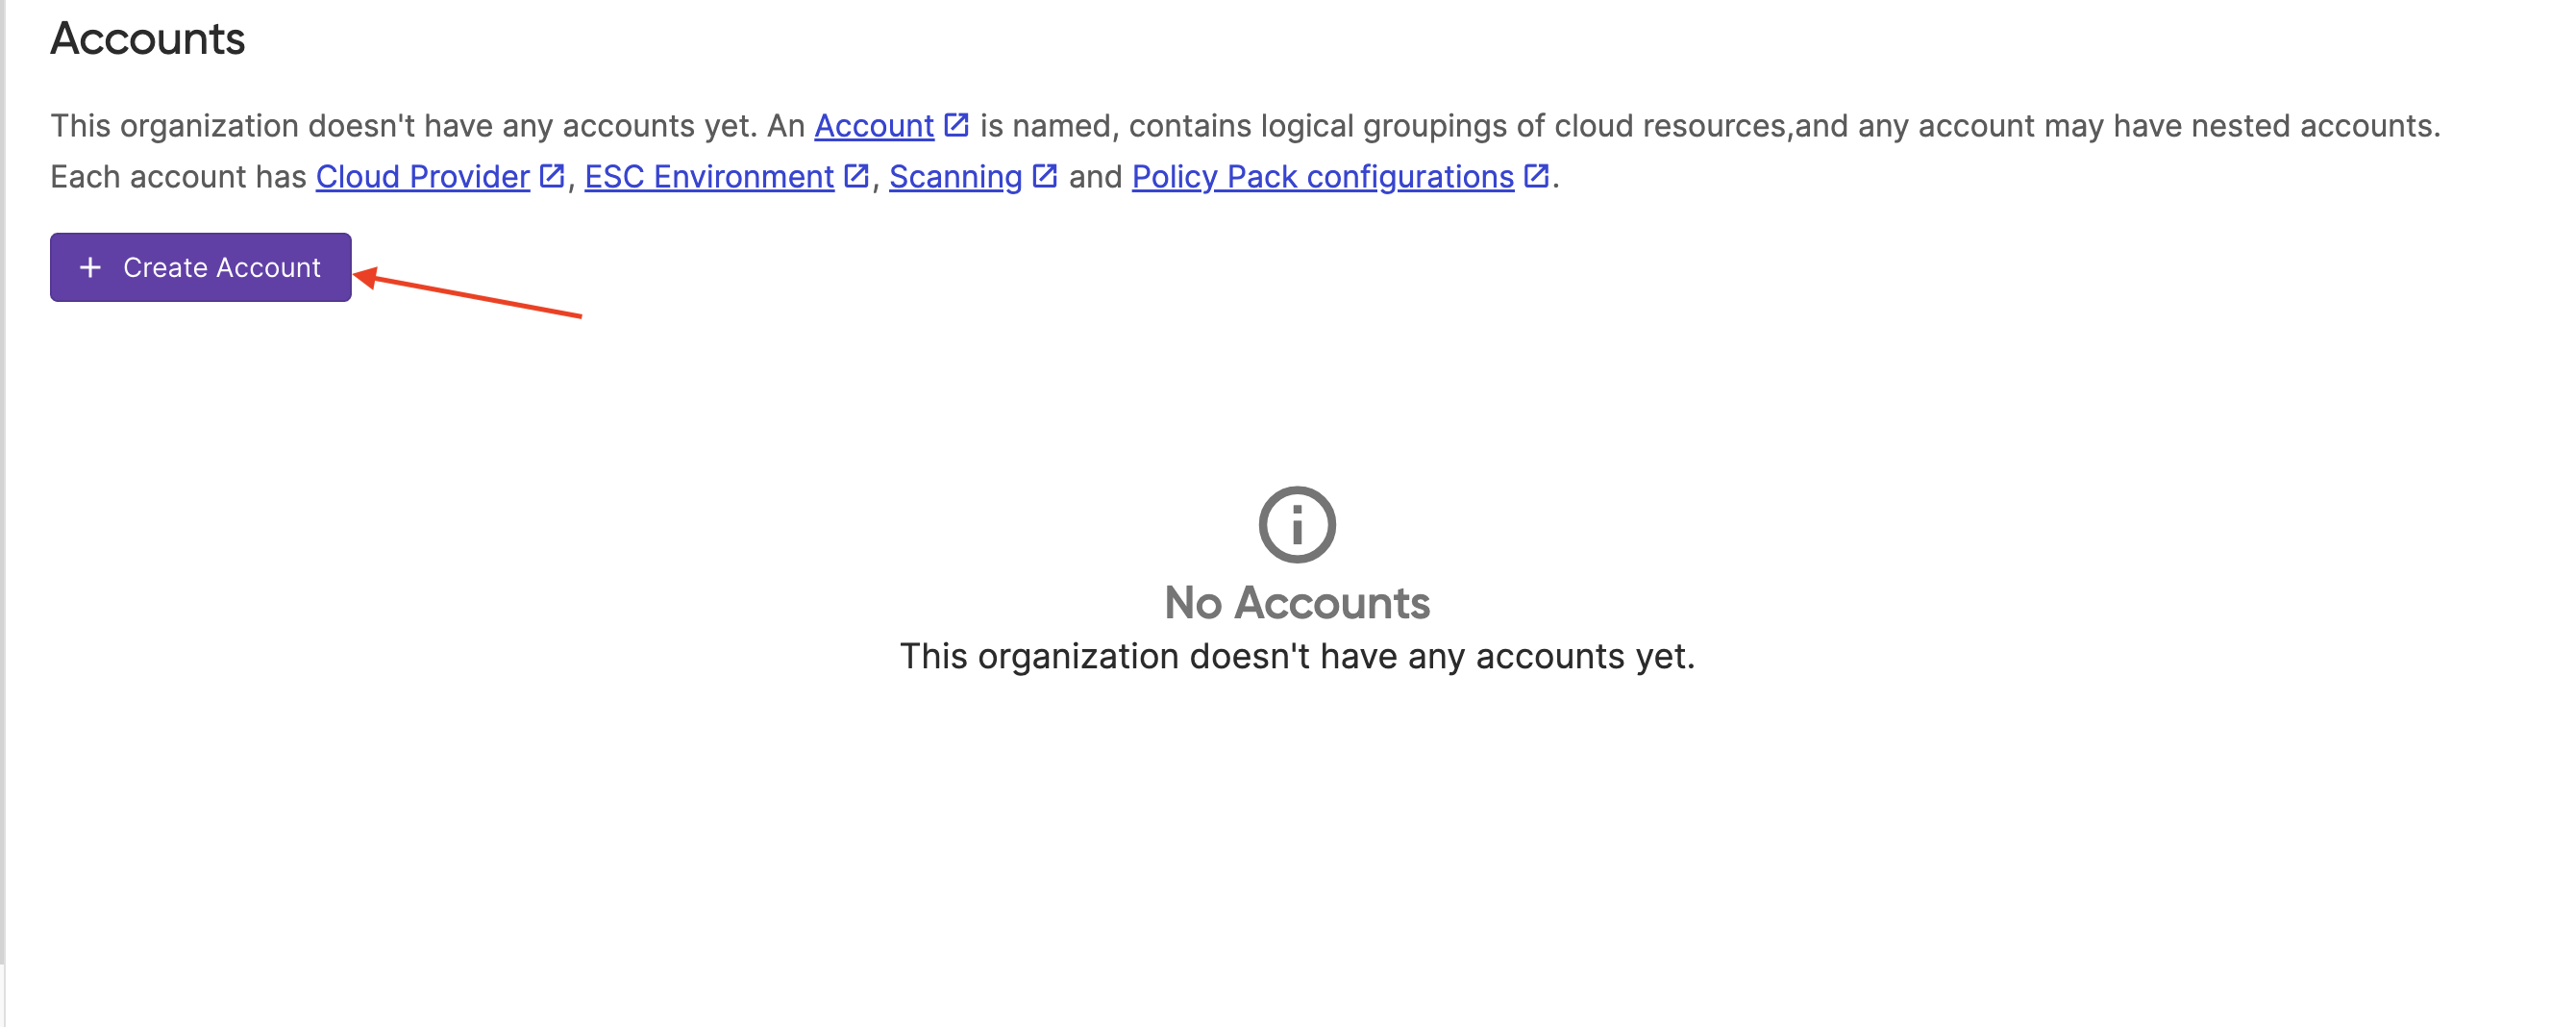 Accounts
This organization doesn't have any accounts yet. An Account is named, contains logical groupings of cloud resources,and any account may have nested accounts.
Each account has Cloud Provider , ESC Environment , Scanning and Policy Pack configurations .
+ Create Account
No Accounts
This organization doesn't have any accounts yet.